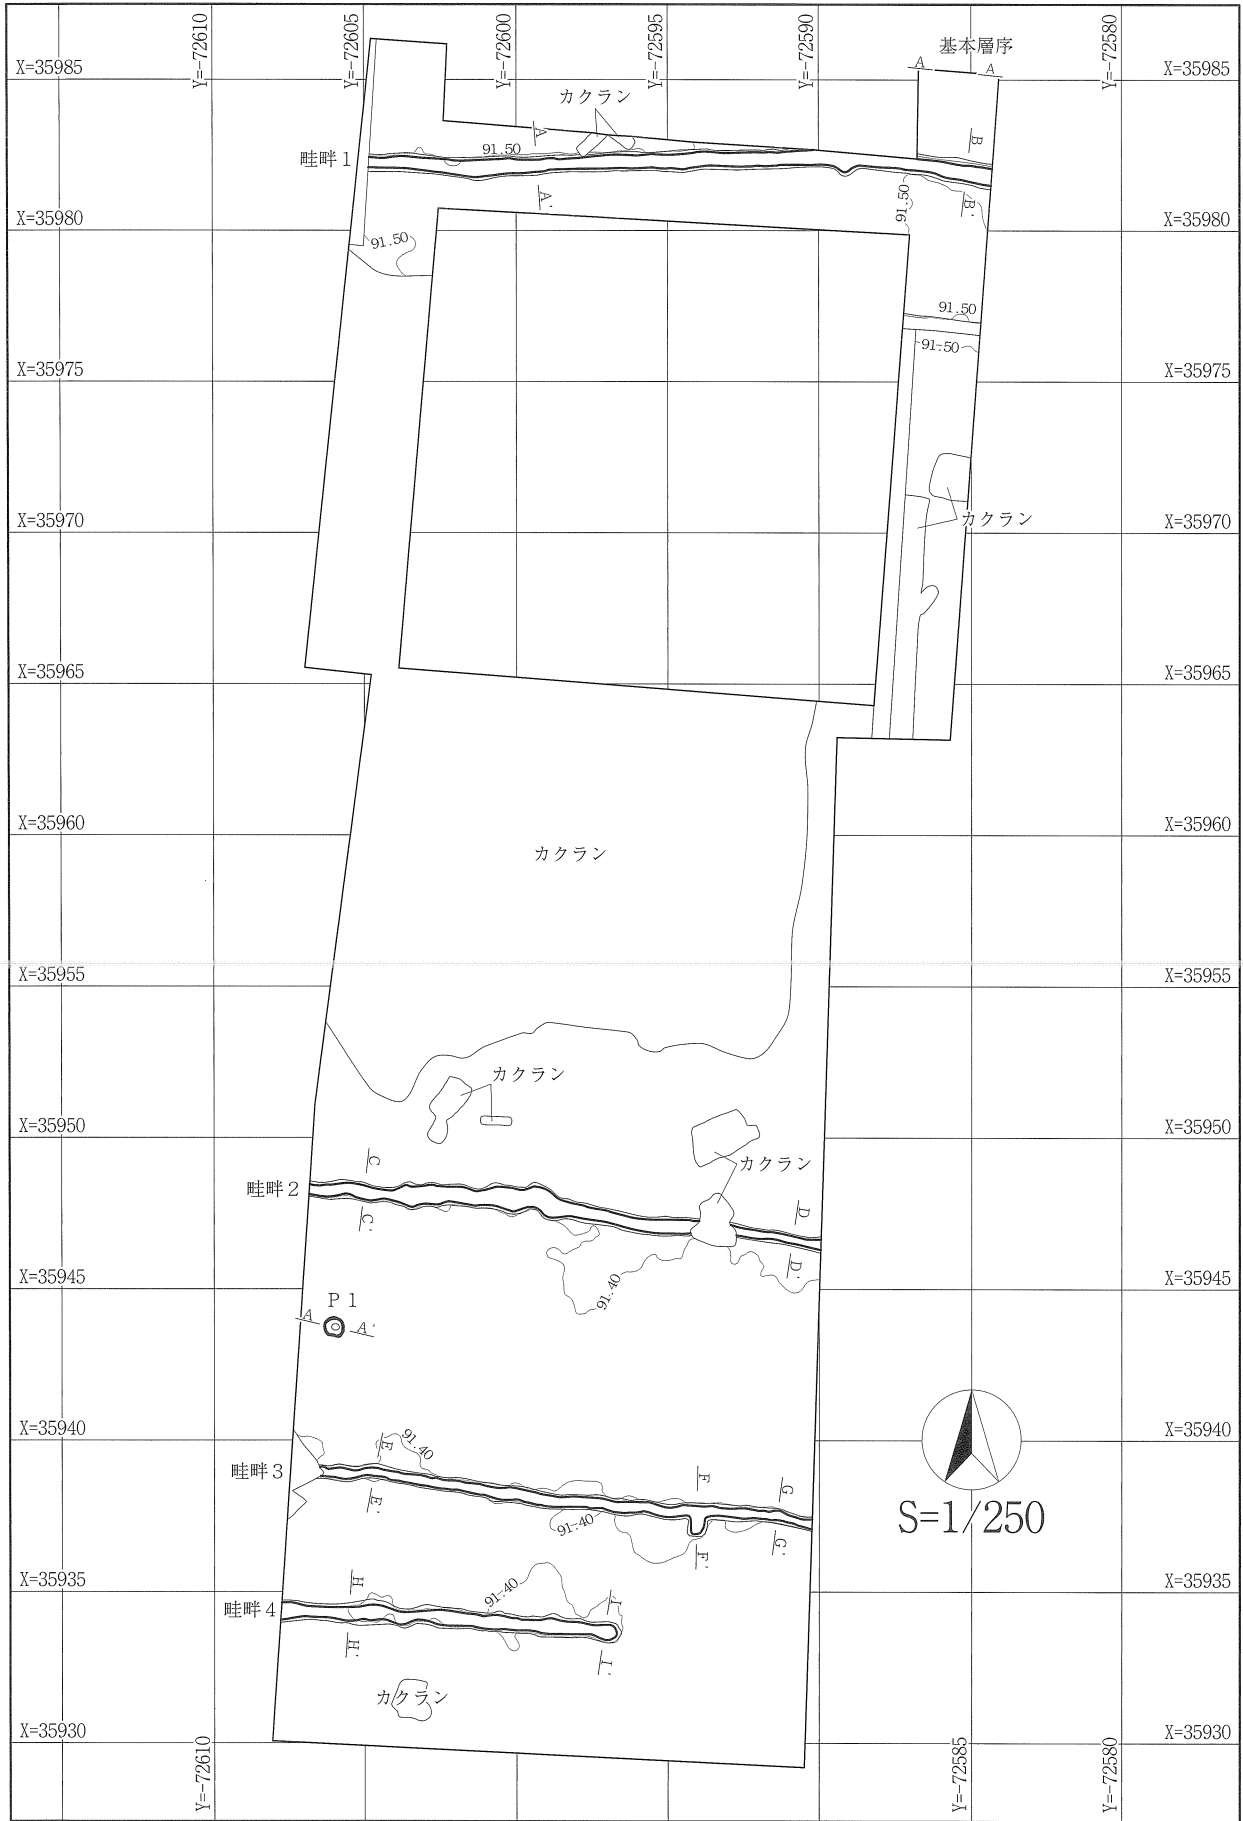 Y=-72610
Y=-72605
Y=-72600
Y=-72595
Y=-72590
Y=-72580
基本層序
A A
X=35985 X=35985
カクラン
A
B
畦畔1
91.50
A'
91.50
B'
X=35980 X=35980
91.50
91.50
91.50
X=35975 X=35975
カクラン
X=35970 X=35970
X=35965 X=35965
X=35960 X=35960
カクラン
X=35955 X=35955
カクラン
X=35950 X=35950
カクラン
C
畦畔2
C'
D
D'
X=35945 X=35945
91.40
P1
A A'
X=35940 X=35940
E
91.40
畦畔3
E'
F
G
91.40
F'
G'
S=1/250
X=35935 X=35935
H
91.40
I
畦畔4
H'
I'
カクラン
X=35930 X=35930
Y=-72610
Y=-72585
Y=-72580